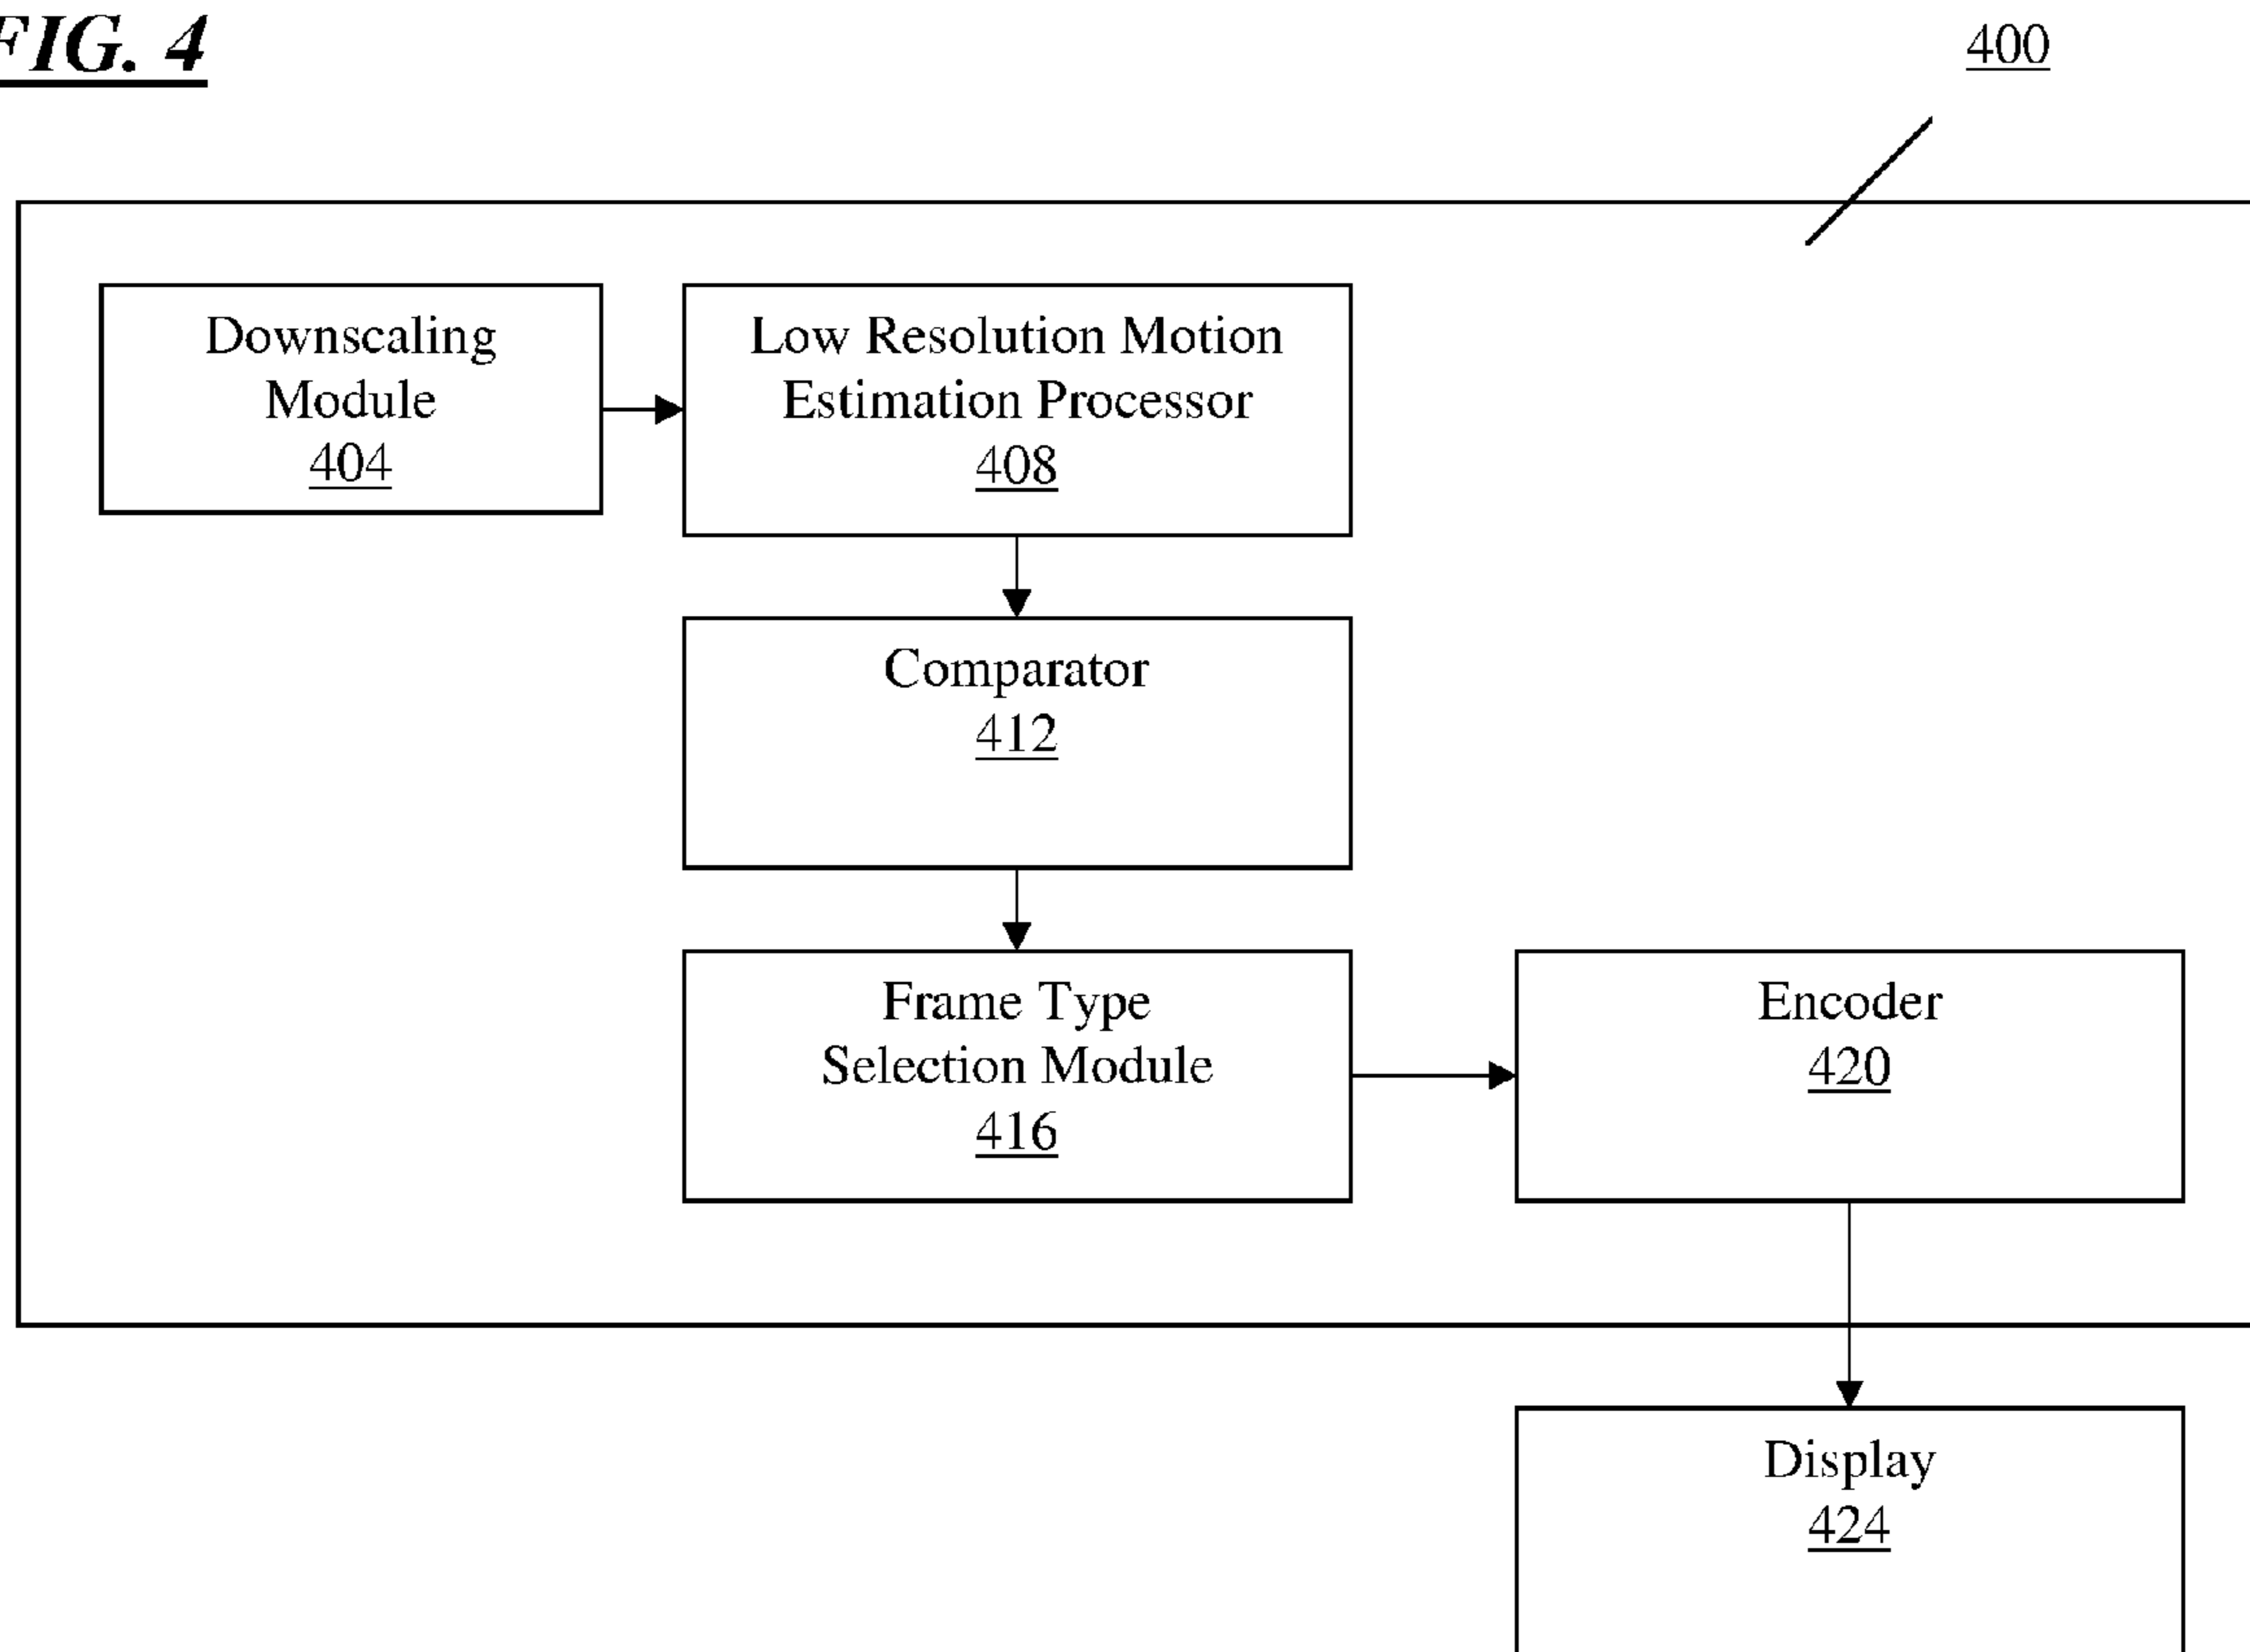 FIG. 4
400
Downscaling
Module
404
Low Resolution Motion
Estimation Processor
408
Comparator
412
Frame Type
Selection Module
416
Encoder
420
Display
424